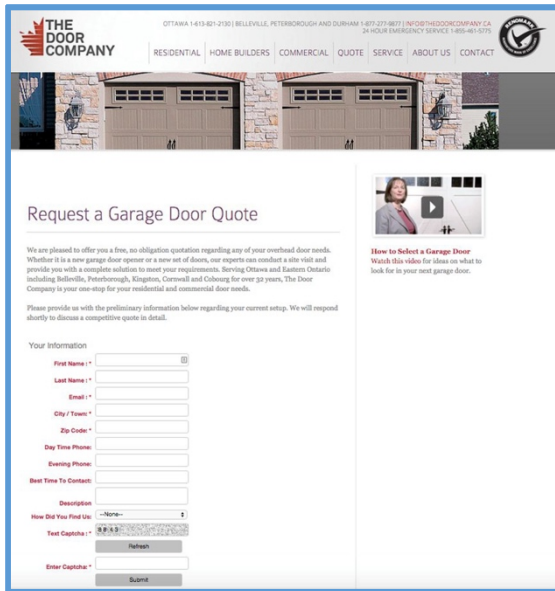 THE
DOOR
COMPANY
OTTAWA 1-613-821-2130 | BELLEVILLE, PETERBOROUGH AND DURHAM 1-877-277-9877 | INFO@THEDOORCOMPANY.CA
24 HOUR EMERGENCY SERVICE 1-855-461-5775
RESIDENTIAL HOME BUILDERS COMMERCIAL QUOTE SERVICE ABOUT US CONTACT
RENOMARK
Request a Garage Door Quote
We are pleased to offer you a free, no obligation quotation regarding any of your overhead door needs.
Whether it is a new garage door opener or a new set of doors, our experts can conduct a site visit and
provide you with a complete solution to meet your requirements. Serving Ottawa and Eastern Ontario
including Belleville, Peterborough, Kingston, Cornwall and Cobourg for over 32 years, The Door
Company is your one-stop for your residential and commercial door needs.
Please provide us with the preliminary information below regarding your current setup. We will respond
shortly to discuss a competitive quote in detail.
Your Information
First Name : *
Last Name : *
Email : *
City / Town: *
Zip Code: *
Day Time Phone:
Evening Phone:
Best Time To Contact:
Description
How Did You Find Us: --None--
Text Captcha : *
Refresh
Enter Captcha: *
Submit
How to Select a Garage Door
Watch this video for ideas on what to
look for in your next garage door.